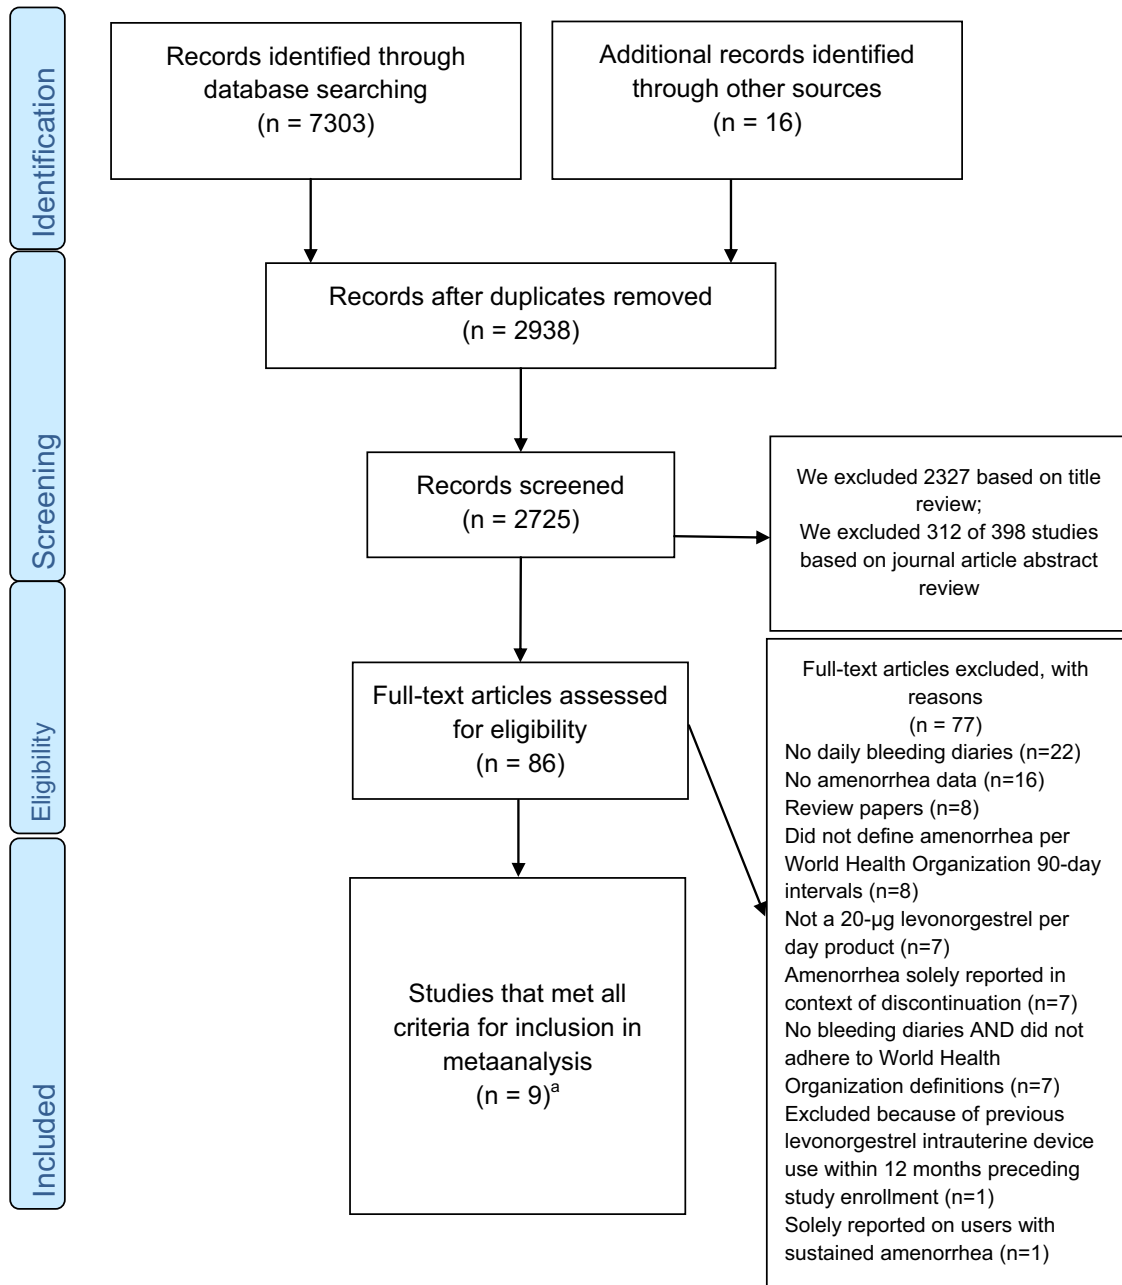 Identification
Records identified through
database searching
(n = 7303)
Additional records identified
through other sources
(n = 16)
Records after duplicates removed
(n = 2938)
Screening
Records screened
(n = 2725)
We excluded 2327 based on title
review;
We excluded 312 of 398 studies
based on journal article abstract
review
Eligibility
Full-text articles assessed
for eligibility
(n = 86)
Full-text articles excluded, with
reasons
(n = 77)
No daily bleeding diaries (n=22)
No amenorrhea data (n=16)
Review papers (n=8)
Did not define amenorrhea per
World Health Organization 90-day
intervals (n=8)
Not a 20-µg levonorgestrel per
day product (n=7)
Amenorrhea solely reported in
context of discontinuation (n=7)
No bleeding diaries AND did not
adhere to World Health
Organization definitions (n=7)
Excluded because of previous
levonorgestrel intrauterine device
use within 12 months preceding
study enrollment (n=1)
Solely reported on users with
sustained amenorrhea (n=1)
Included
Studies that met all
criteria for inclusion in
metaanalysis
(n = 9)a